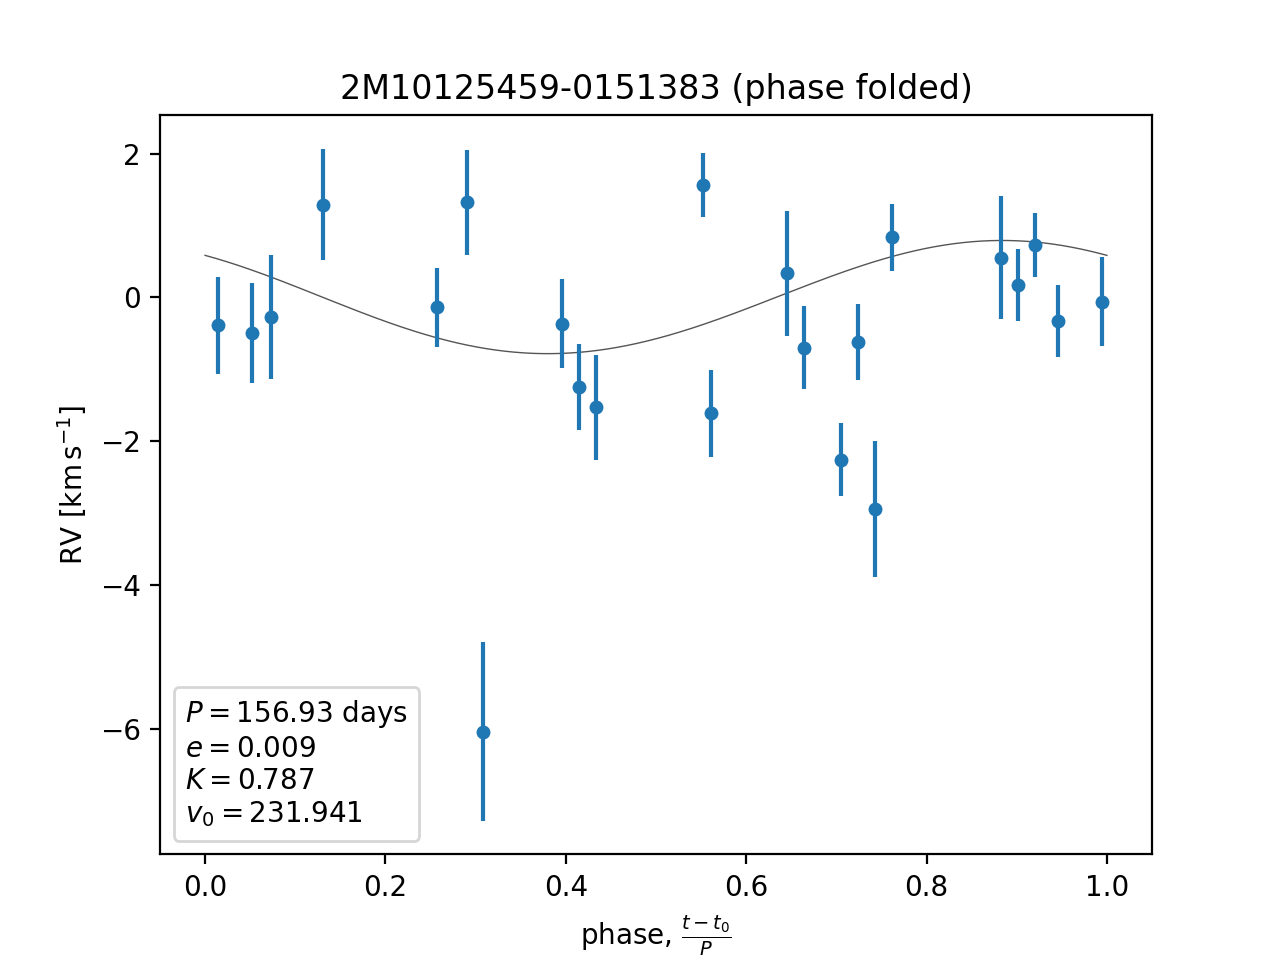 2M10125459-0151383 (phase folded)
RV [km s⁻¹]
2
0
−2
−4
−6
P = 156.93 days
e = 0.009
K = 0.787
v₀ = 231.941
0.0 0.2 0.4 0.6 0.8 1.0
phase, (t − t₀)/P